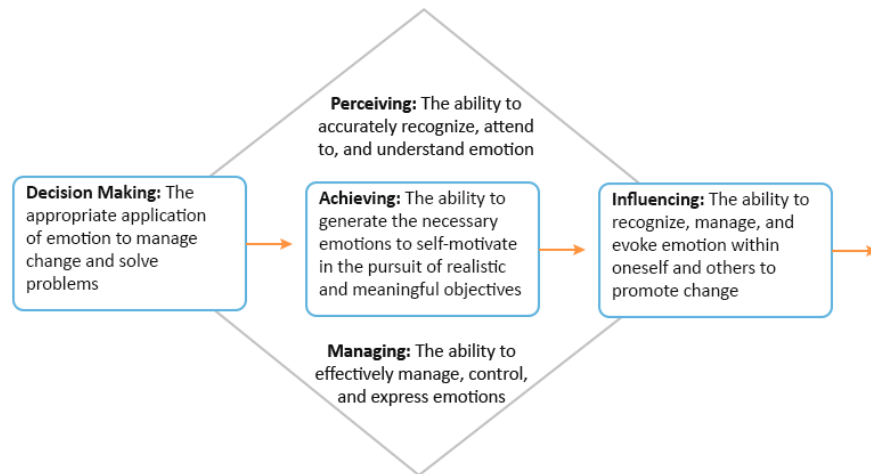 Perceiving: The ability to
accurately recognize, attend
to, and understand emotion
Decision Making: The
appropriate application
of emotion to manage
change and solve
problems
Achieving: The ability to
generate the necessary
emotions to self-motivate
in the pursuit of realistic
and meaningful objectives
Influencing: The ability to
recognize, manage, and
evoke emotion within
oneself and others to
promote change
Managing: The ability to
effectively manage, control,
and express emotions